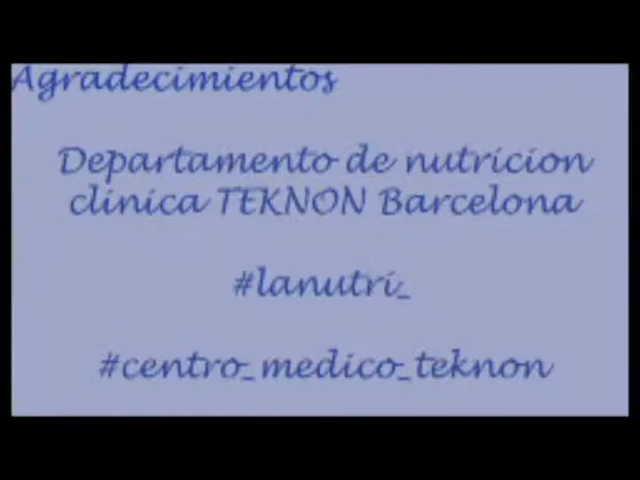 Agradecimientos
Departamento de nutricion
clinica TEKNON Barcelona
#lanutri_
#centro_medico_teknon